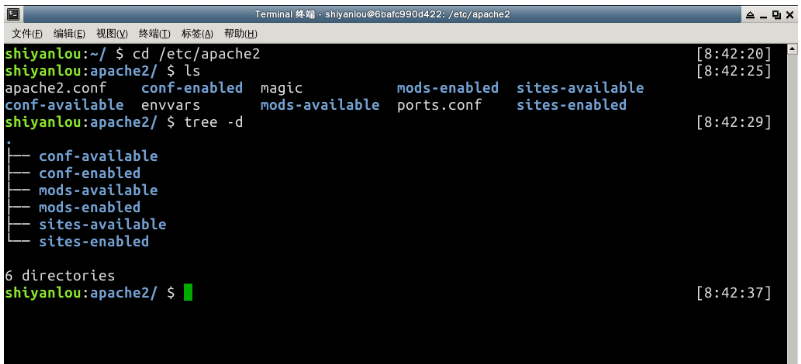 Terminal 终端 - shiyanlou@6bafc990d422: /etc/apache2
文件(F) 编辑(E) 视图(V) 终端(T) 标签(A) 帮助(H)
shiyanlou:~/ $ cd /etc/apache2 [8:42:20]
shiyanlou:apache2/ $ ls [8:42:25]
apache2.conf conf-enabled magic mods-enabled sites-available
conf-available envvars mods-available ports.conf sites-enabled
shiyanlou:apache2/ $ tree -d [8:42:29]
.
├── conf-available
├── conf-enabled
├── mods-available
├── mods-enabled
├── sites-available
└── sites-enabled
6 directories
shiyanlou:apache2/ $ [8:42:37]